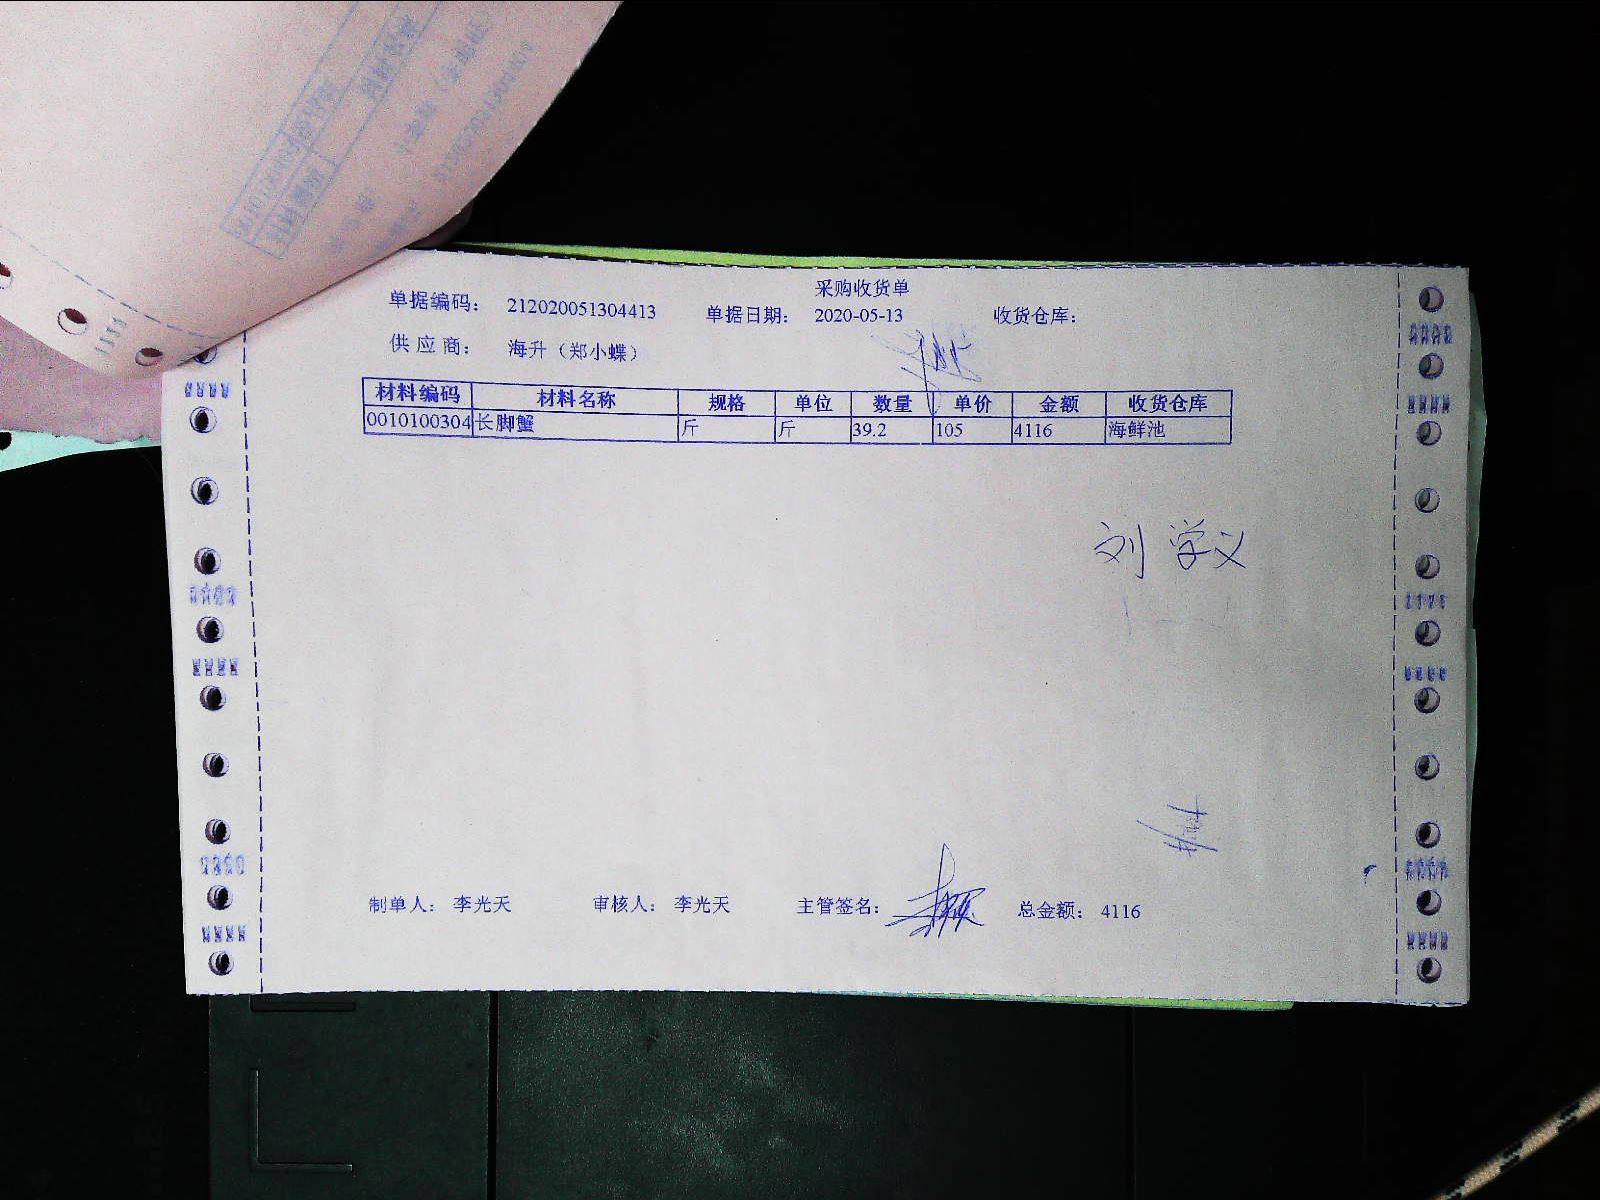 采购收货单
单据编码： 212020051304413 单据日期： 2020-05-13 收货仓库：
供 应 商： 海升（郑小蝶）
材料编码 材料名称 规格 单位 数量 单价 金额 收货仓库
0010100304 长脚蟹 斤 斤 39.2 105 4116 海鲜池
刘学义
制单人： 李光天 审核人： 李光天 主管签名： 总金额： 4116